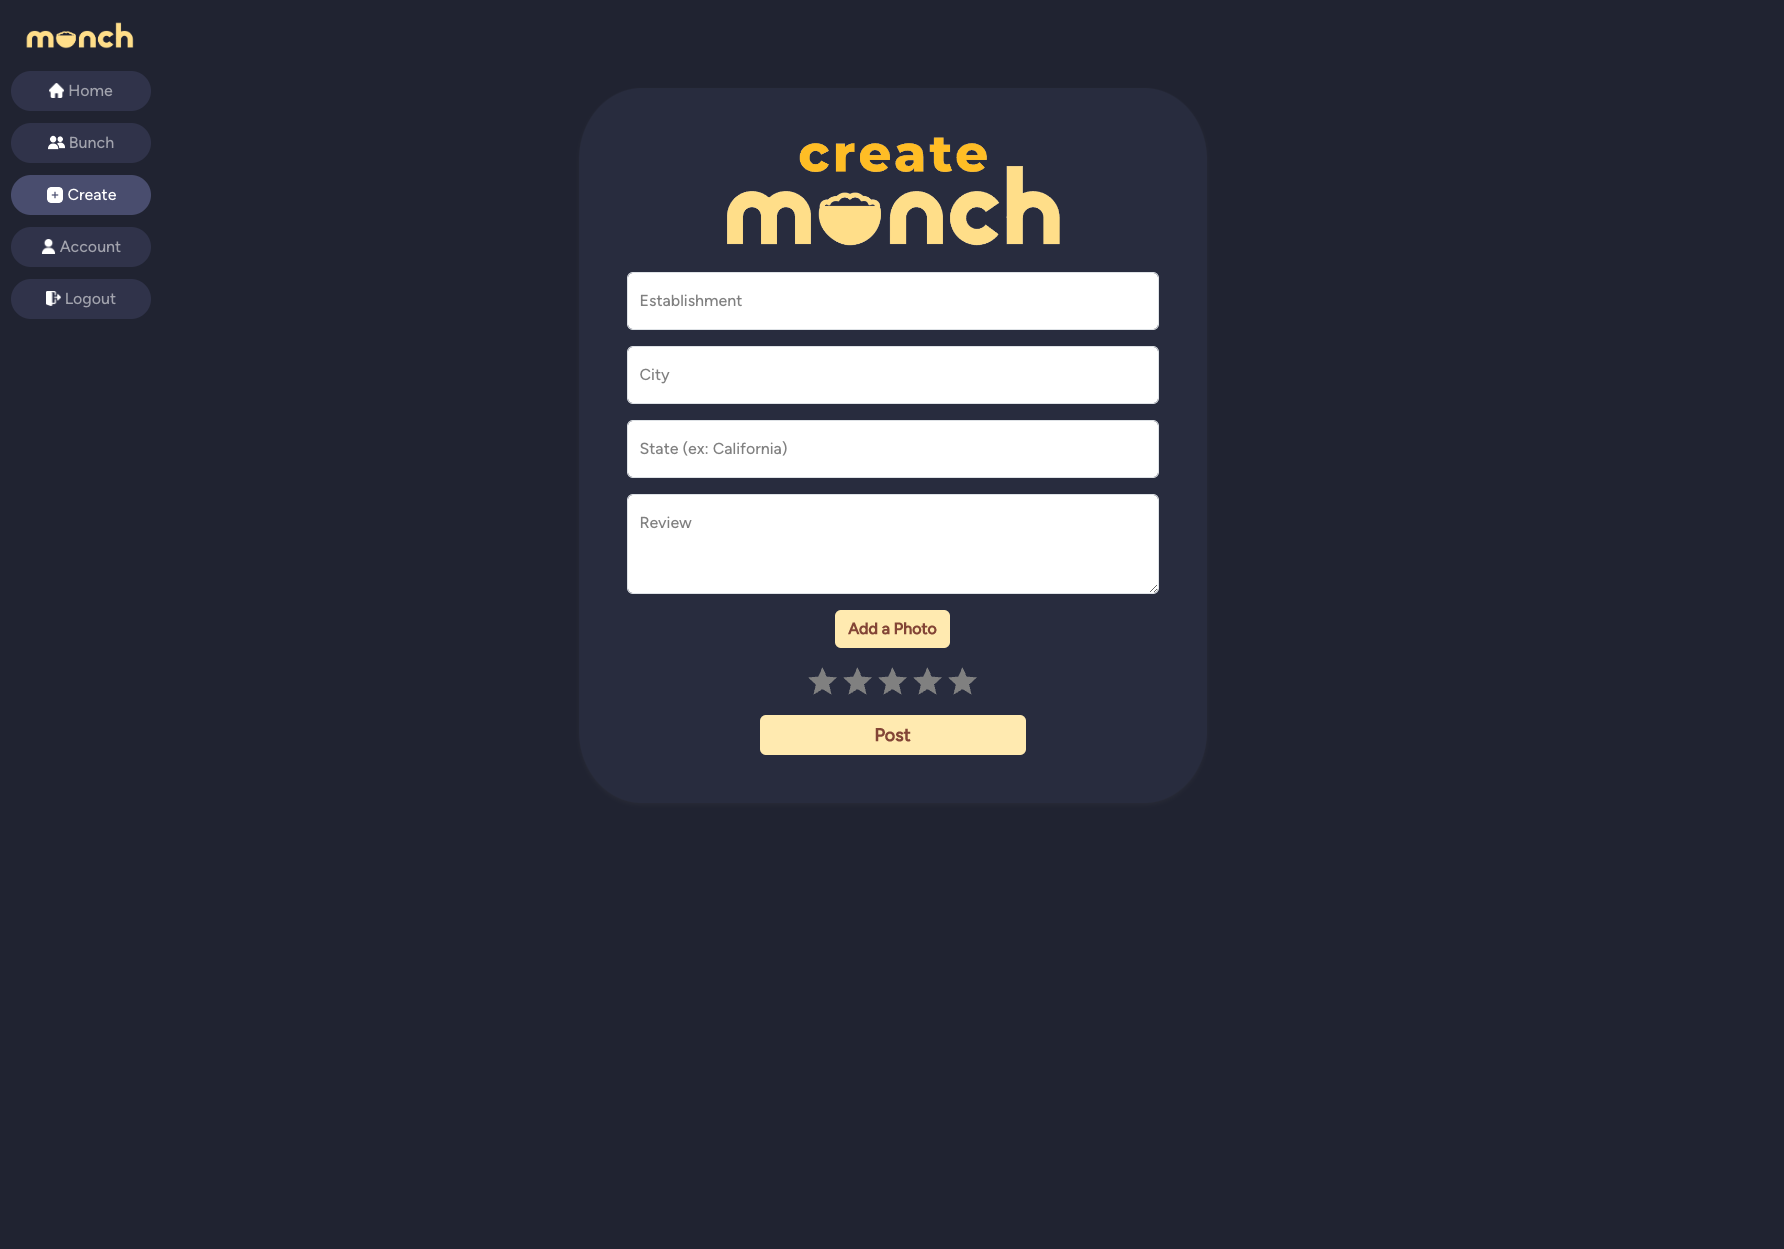 munch
Home
Bunch
Create
Account
Logout
create
munch
Establishment
City
State (ex: California)
Review
Add a Photo
Post